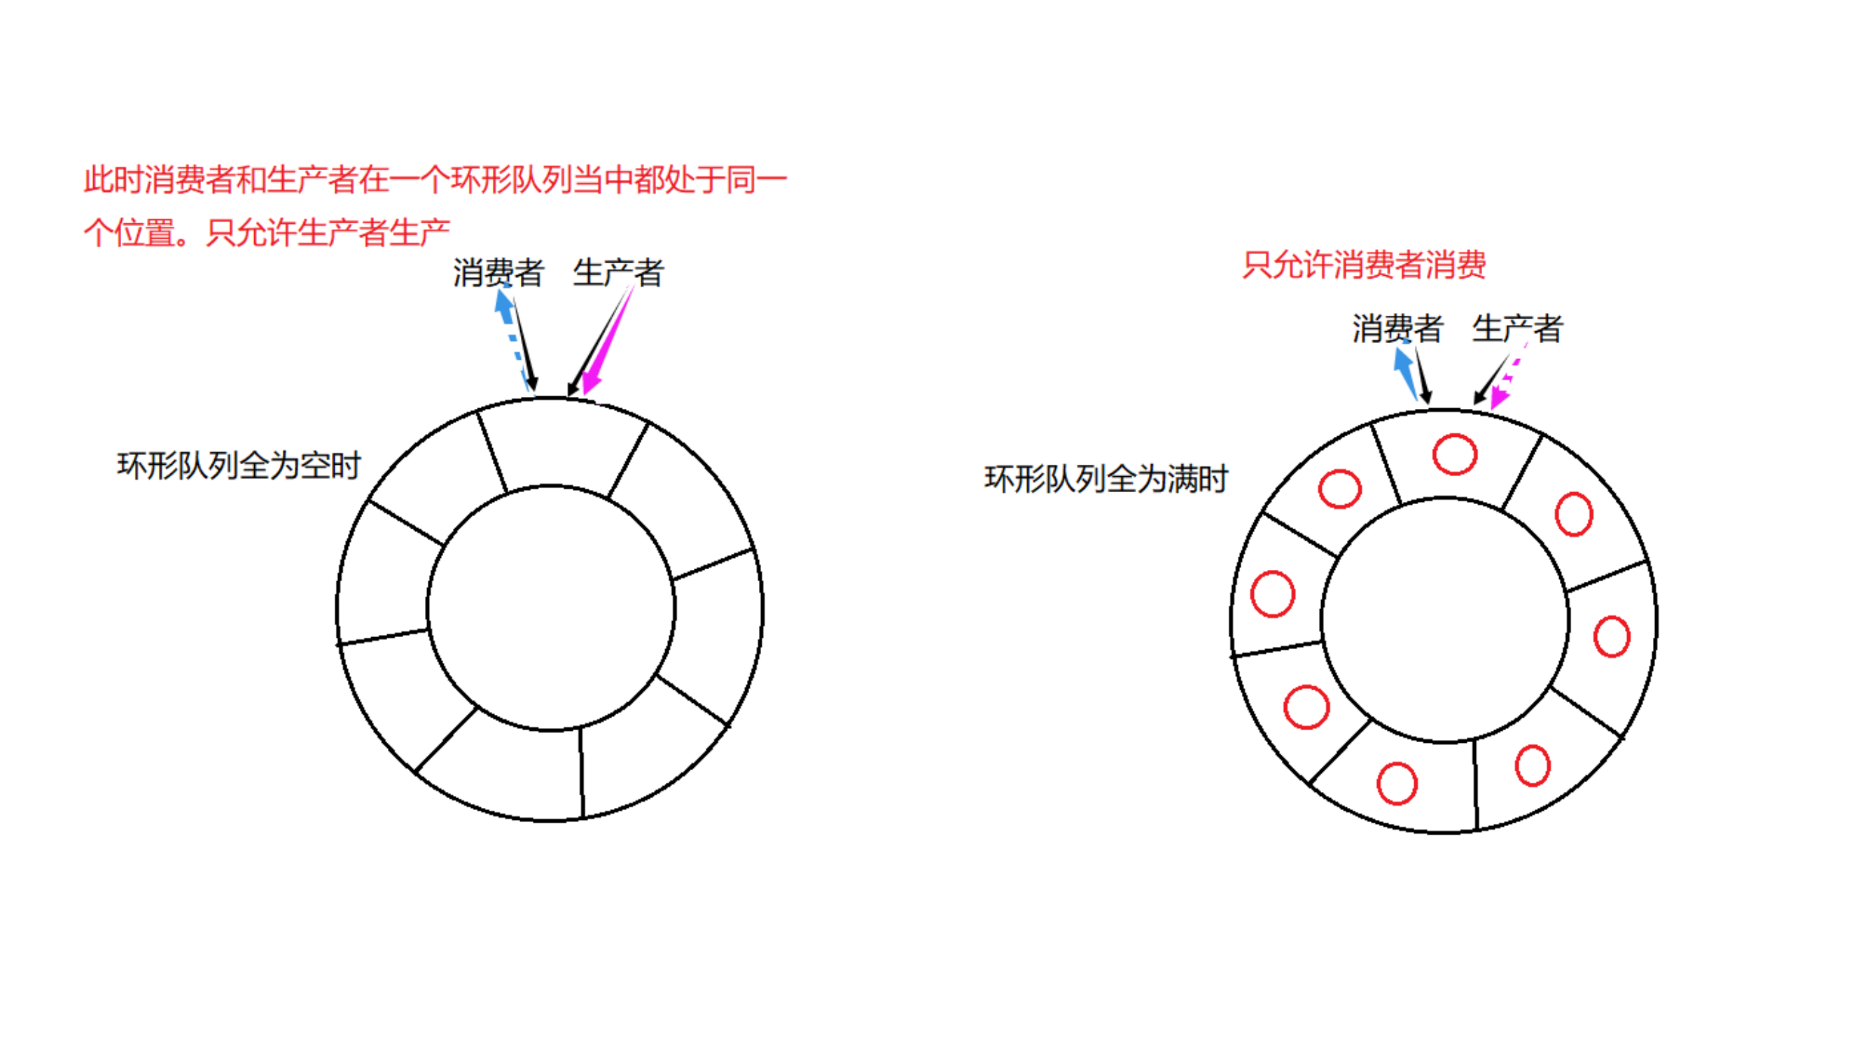 此时消费者和生产者在一个环形队列当中都处于同一
个位置。只允许生产者生产
消费者 生产者
环形队列全为空时
只允许消费者消费
消费者 生产者
环形队列全为满时